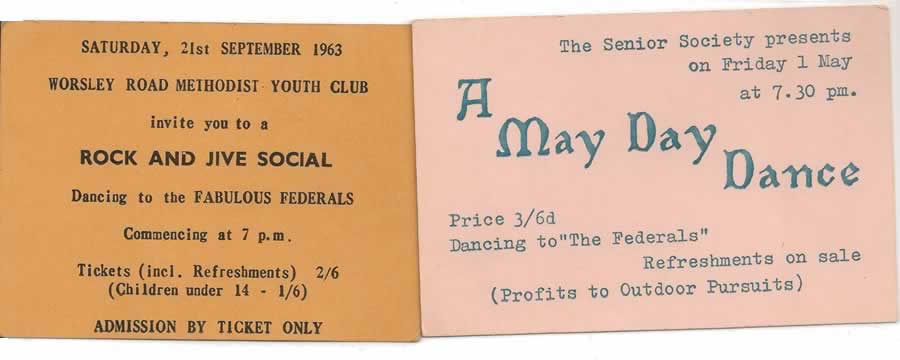 SATURDAY, 21st SEPTEMBER 1963
WORSLEY ROAD METHODIST YOUTH CLUB
invite you to a
ROCK AND JIVE SOCIAL
Dancing to the FABULOUS FEDERALS
Commencing at 7 p.m.
Tickets (incl. Refreshments) 2/6
(Children under 14 - 1/6)
ADMISSION BY TICKET ONLY
The Senior Society presents
on Friday 1 May
at 7.30 pm.
A
May Day
Dance
Price 3/6d
Dancing to"The Federals"
Refreshments on sale
(Profits to Outdoor Pursuits)